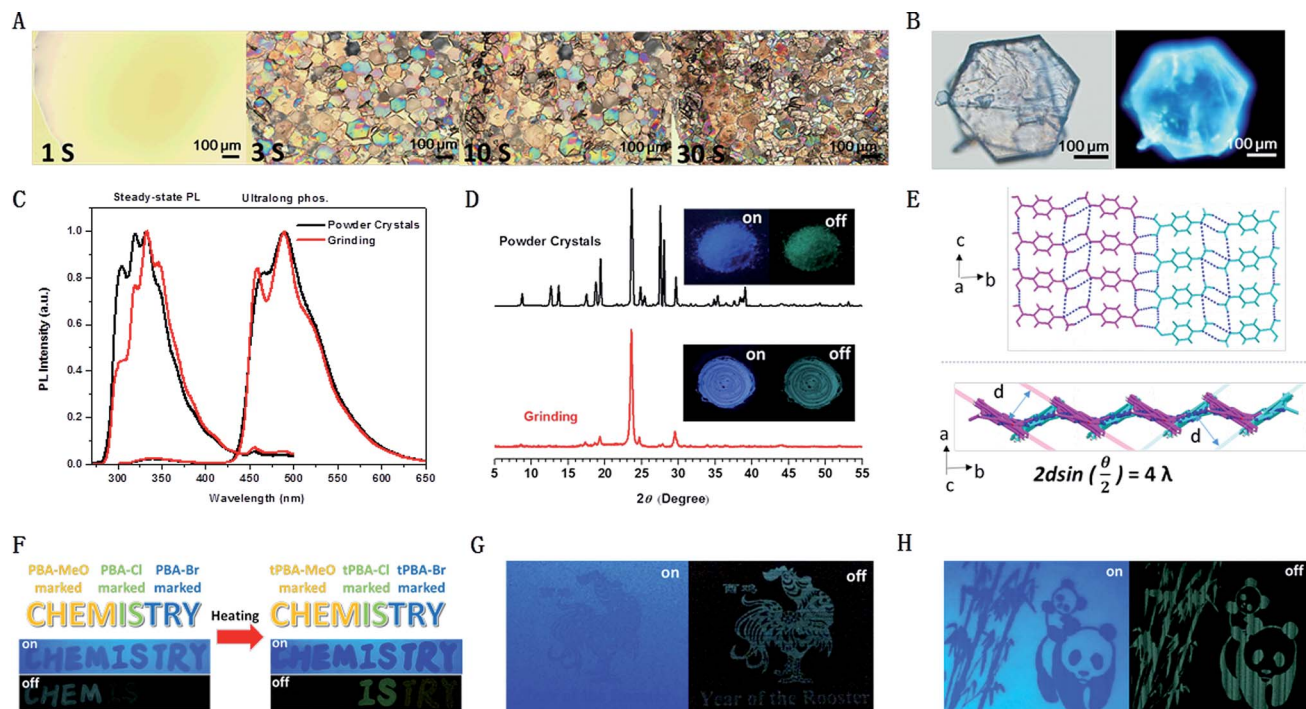 A
1 S
100 µm
3 S
100 µm
10 S
100 µm
30 S
100 µm
B
100 µm
100 µm
C
Steady-state PL
Ultralong phos.
Powder Crystals
Grinding
PL Intensity (a.u.)
1.0
0.8
0.6
0.4
0.2
0.0
300 350 400 450 500 550 600 650
Wavelength (nm)
D
Powder Crystals
on
off
Grinding
on
off
5 10 15 20 25 30 35 40 45 50 55
2θ (Degree)
E
c
a
b
d
d
a
c
b
2dsin (θ/2) = 4 λ
F
PBA-MeO marked
PBA-Cl marked
PBA-Br marked
CHEMISTRY
on
CHEMISTRY
off
CHEMIS
Heating
tPBA-MeO marked
tPBA-Cl marked
tPBA-Br marked
CHEMISTRY
on
CHEMISTRY
off
ISTRY
G
on
off
Year of the Rooster
H
on
off